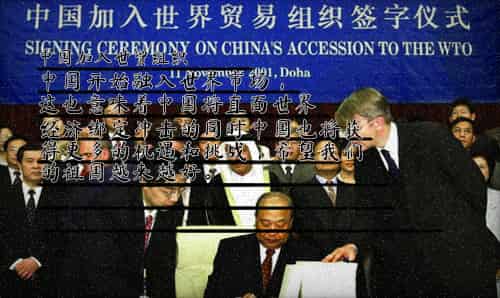 中国加入世界贸易组织签字仪式
SIGNING CEREMONY ON CHINA'S ACCESSION TO THE WTO
11 November 2001, Doha
中国加入世贸组织
中国开始融入世界市场，
这也意味着中国将直面世界
经济绑定冲击的同时中国也将获
得更多的机遇和挑战，希望我们
的祖国越来越好。